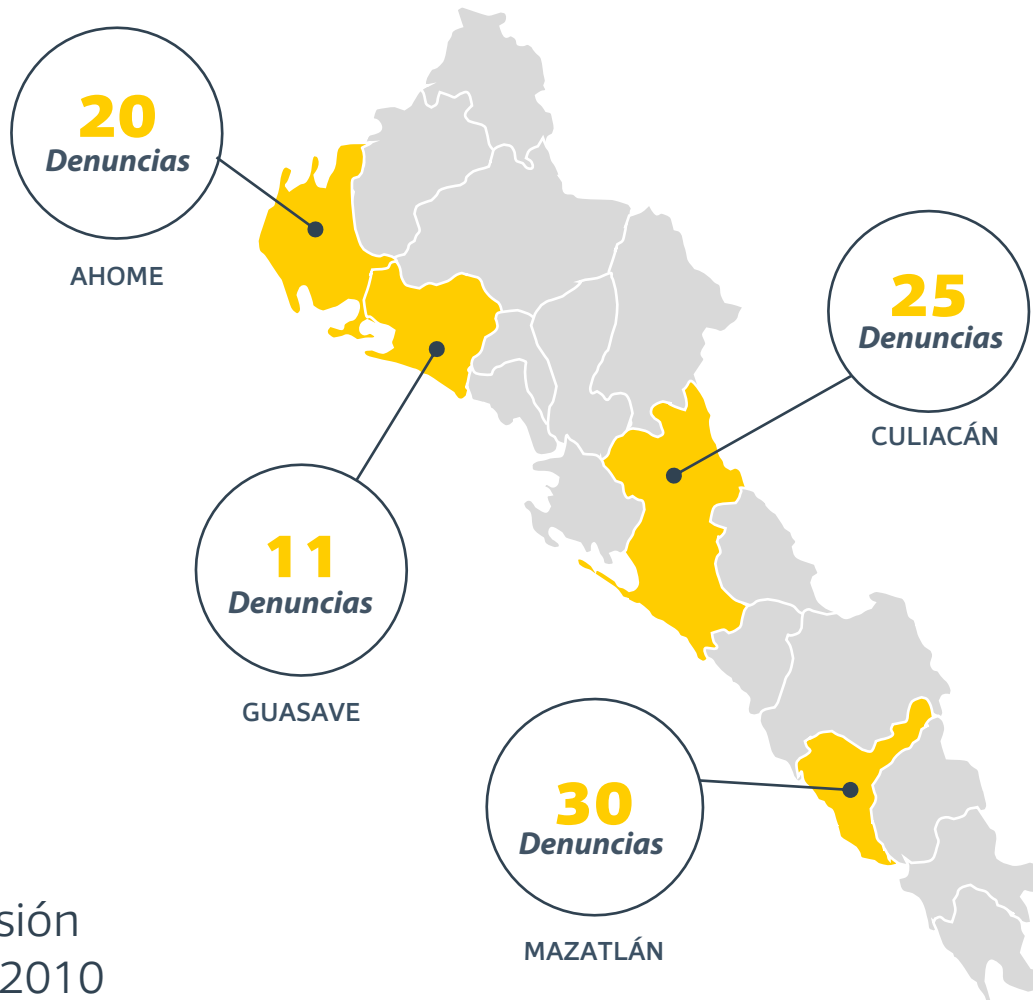 20
Denuncias
AHOME
25
Denuncias
CULIACÁN
11
Denuncias
GUASAVE
30
Denuncias
MAZATLÁN
sión
2010